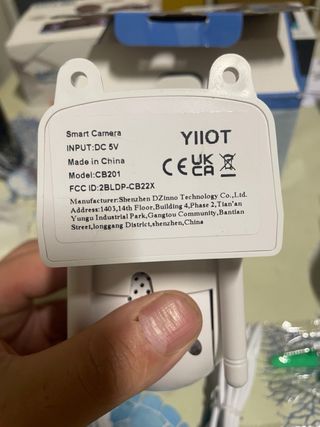 Smart Camera
INPUT:DC 5V
YIIOT
Made in China
Model:CB201
CE UK CA
FCC ID:2BLDP-CB22X
Manufacturer:Shenzhen DZinno Technology Co.,Ltd.
Address:1403,14th Floor,Building 4,Phase 2,Tian'an
Yungu Industrial Park,Gangtou Community,Bantian
Street,longgang District,shenzhen,China